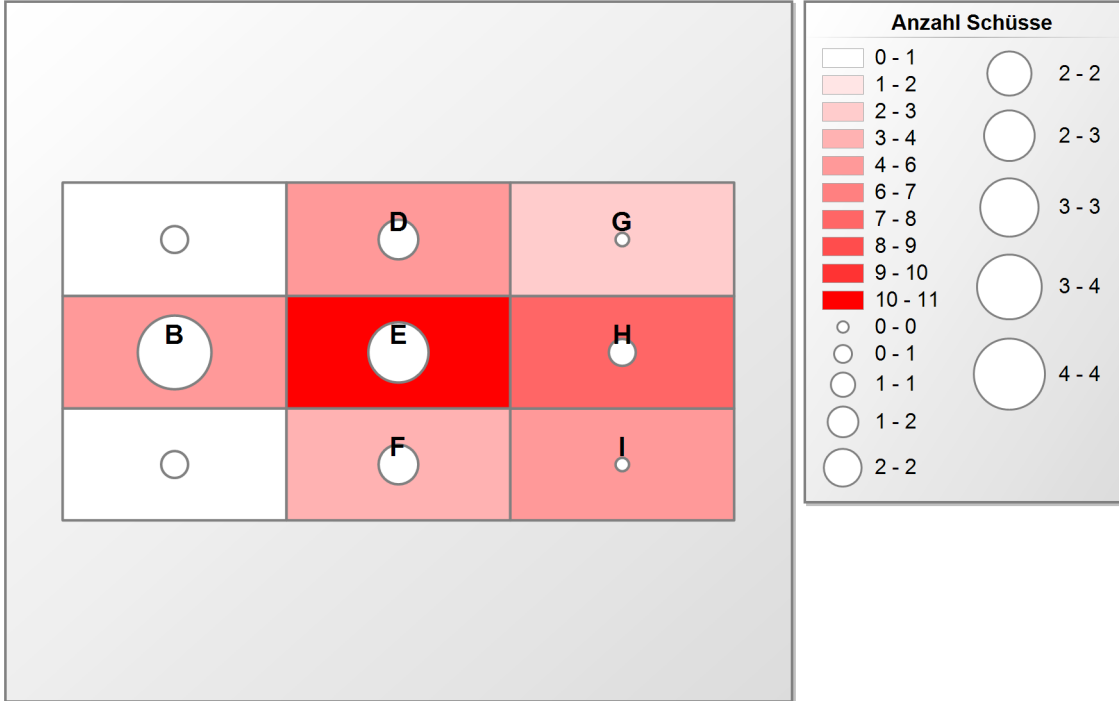 D
G
B
E
H
F
I
Anzahl Schüsse
0 - 1
1 - 2
2 - 3
3 - 4
4 - 6
6 - 7
7 - 8
8 - 9
9 - 10
10 - 11
0 - 0
0 - 1
1 - 1
1 - 2
2 - 2
2 - 2
2 - 3
3 - 3
3 - 4
4 - 4